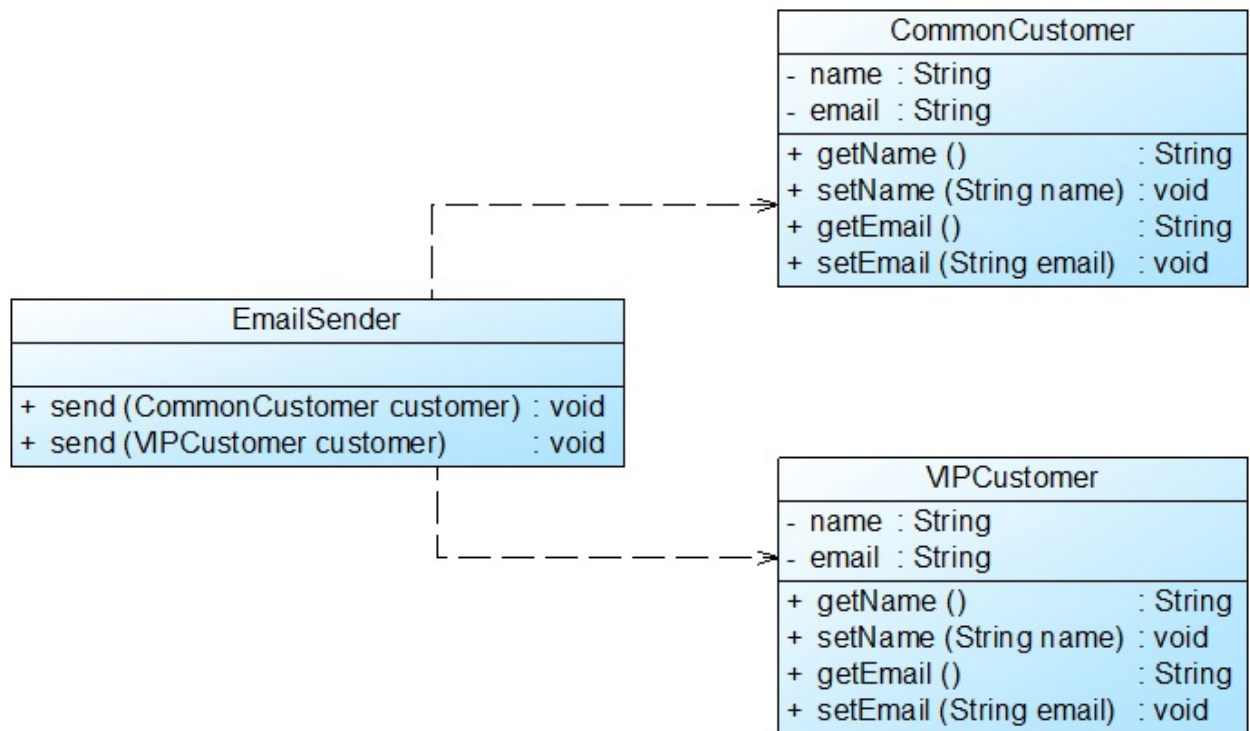 CommonCustomer
- name : String
- email : String
+ getName () : String
+ setName (String name) : void
+ getEmail () : String
+ setEmail (String email) : void
EmailSender
+ send (CommonCustomer customer) : void
+ send (VIPCustomer customer) : void
VIPCustomer
- name : String
- email : String
+ getName () : String
+ setName (String name) : void
+ getEmail () : String
+ setEmail (String email) : void